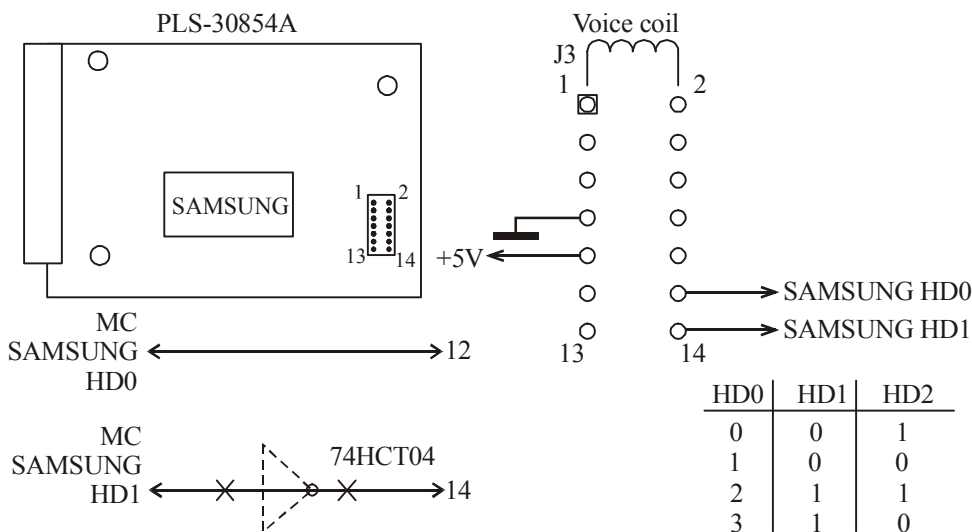 PLS-30854A
Voice coil
J3
1 2
SAMSUNG
1 2
13 14
+5V
SAMSUNG HD0
SAMSUNG HD1
13 14
MC
SAMSUNG 12
HD0
MC
SAMSUNG 74HCT04
HD1 14
HD0 HD1 HD2
0 0 1
1 0 0
2 1 1
3 1 0